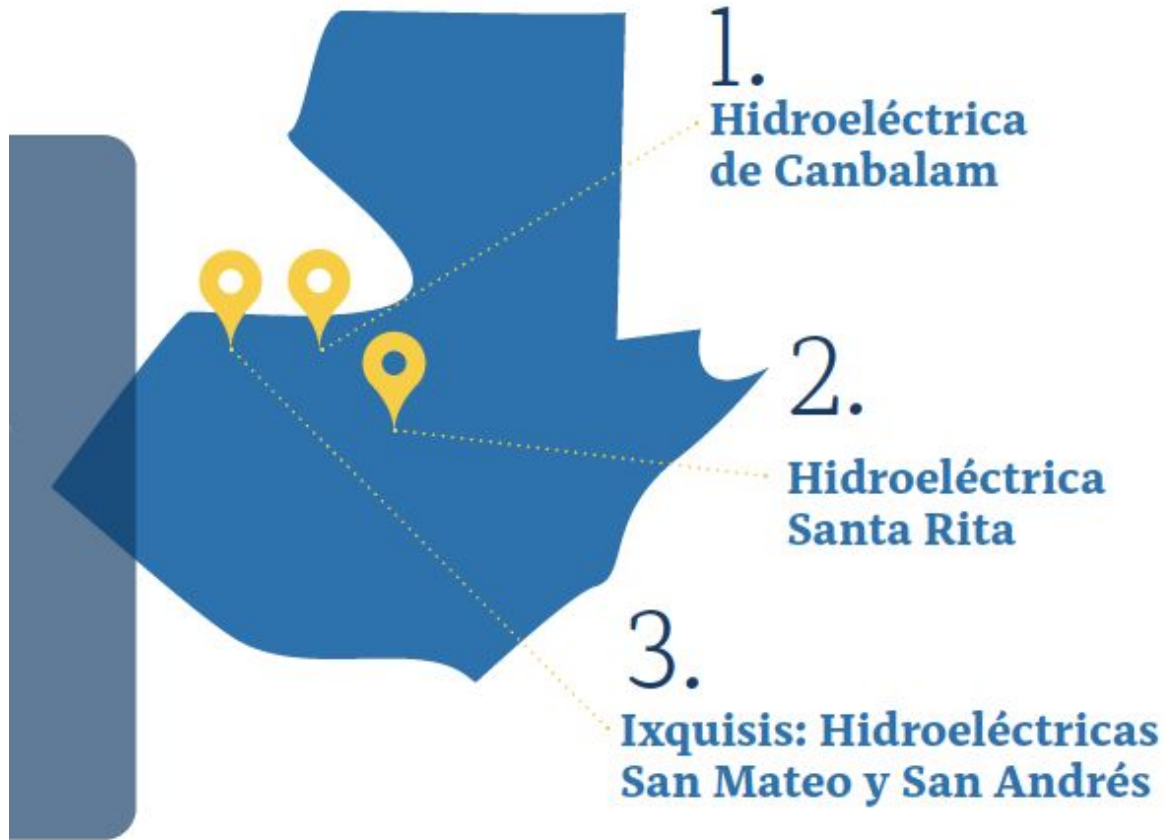 1.
Hidroeléctrica
de Canbalam
2.
Hidroeléctrica
Santa Rita
3.
Ixquisis: Hidroeléctricas
San Mateo y San Andrés